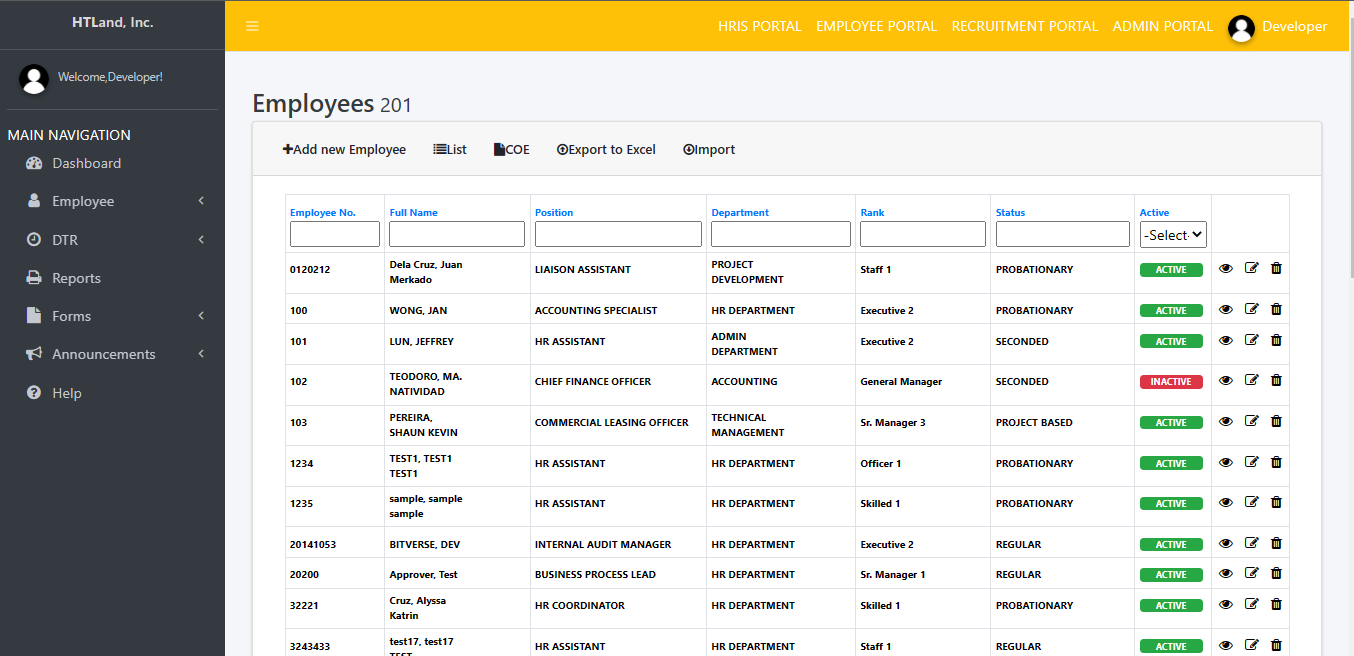 HTLand, Inc.
HRIS PORTAL EMPLOYEE PORTAL RECRUITMENT PORTAL ADMIN PORTAL Developer
Welcome,Developer!
MAIN NAVIGATION
Dashboard
Employee
DTR
Reports
Forms
Announcements
Help
Employees 201
Add new Employee List COE Export to Excel Import
Employee No. Full Name Position Department Rank Status Active
-Select-
0120212 Dela Cruz, Juan Merkado LIAISON ASSISTANT PROJECT DEVELOPMENT Staff 1 PROBATIONARY ACTIVE
100 WONG, JAN ACCOUNTING SPECIALIST HR DEPARTMENT Executive 2 PROBATIONARY ACTIVE
101 LUN, JEFFREY HR ASSISTANT ADMIN DEPARTMENT Executive 2 SECONDED ACTIVE
102 TEODORO, MA. NATIVIDAD CHIEF FINANCE OFFICER ACCOUNTING General Manager SECONDED INACTIVE
103 PEREIRA, SHAUN KEVIN COMMERCIAL LEASING OFFICER TECHNICAL MANAGEMENT Sr. Manager 3 PROJECT BASED ACTIVE
1234 TEST1, TEST1 TEST1 HR ASSISTANT HR DEPARTMENT Officer 1 PROBATIONARY ACTIVE
1235 sample, sample sample HR ASSISTANT HR DEPARTMENT Skilled 1 PROBATIONARY ACTIVE
20141053 BITVERSE, DEV INTERNAL AUDIT MANAGER HR DEPARTMENT Executive 2 REGULAR ACTIVE
20200 Approver, Test BUSINESS PROCESS LEAD HR DEPARTMENT Sr. Manager 1 REGULAR ACTIVE
32221 Cruz, Alyssa Katrin HR COORDINATOR HR DEPARTMENT Skilled 1 PROBATIONARY ACTIVE
3243433 test17, test17 TEST HR ASSISTANT HR DEPARTMENT Staff 1 REGULAR ACTIVE